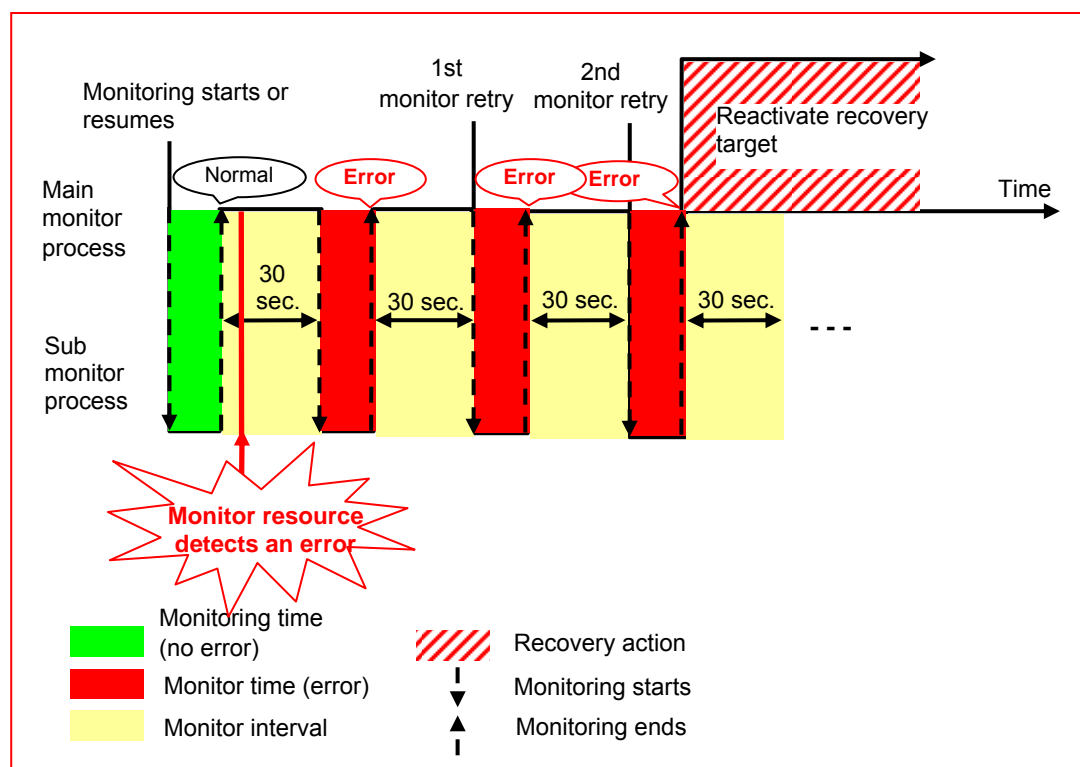 Monitoring starts or
resumes
1st
monitor retry
2nd
monitor retry
Reactivate recovery
target
Normal
Error
Error
Error
Time
Main
monitor
process
30
sec.
30 sec.
30 sec.
30 sec.
Sub
monitor
process
Monitor resource
detects an error
Monitoring time
(no error)
Monitor time (error)
Monitor interval
Recovery action
Monitoring starts
Monitoring ends